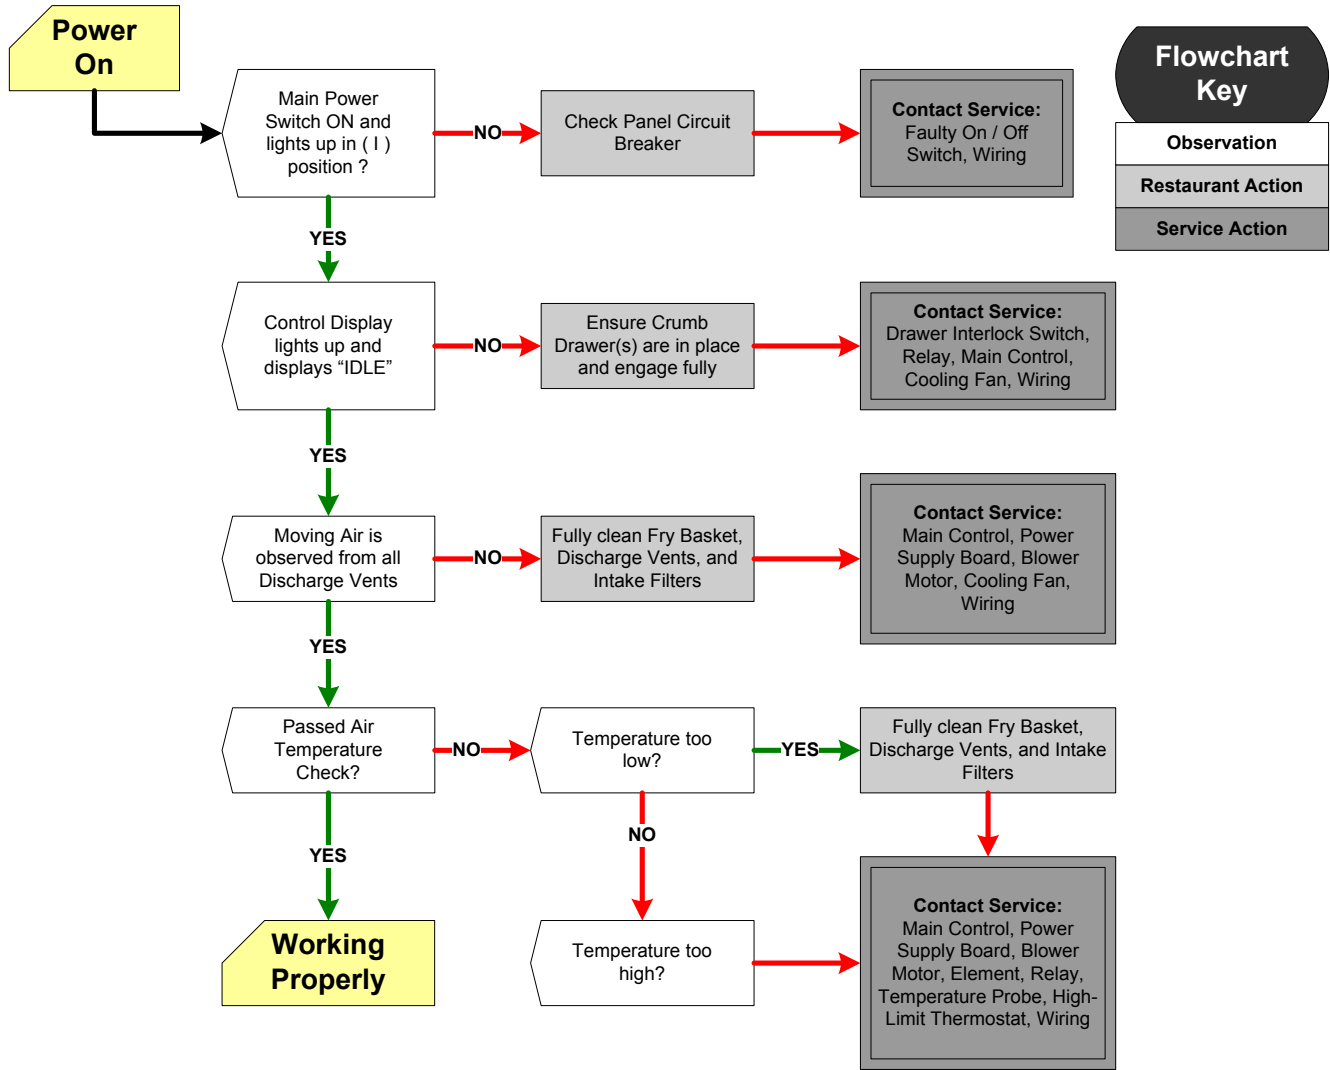 Power
On
Main Power
Switch ON and
lights up in ( I )
position ?
NO
Check Panel Circuit
Breaker
Contact Service:
Faulty On / Off
Switch, Wiring
Flowchart
Key
Observation
Restaurant Action
Service Action
YES
Control Display
lights up and
displays “IDLE”
NO
Ensure Crumb
Drawer(s) are in place
and engage fully
Contact Service:
Drawer Interlock Switch,
Relay, Main Control,
Cooling Fan, Wiring
YES
Moving Air is
observed from all
Discharge Vents
NO
Fully clean Fry Basket,
Discharge Vents, and
Intake Filters
Contact Service:
Main Control, Power
Supply Board, Blower
Motor, Cooling Fan,
Wiring
YES
Passed Air
Temperature
Check?
NO
Temperature too
low?
YES
Fully clean Fry Basket,
Discharge Vents, and Intake
Filters
NO
YES
Working
Properly
Temperature too
high?
Contact Service:
Main Control, Power
Supply Board, Blower
Motor, Element, Relay,
Temperature Probe, High-
Limit Thermostat, Wiring